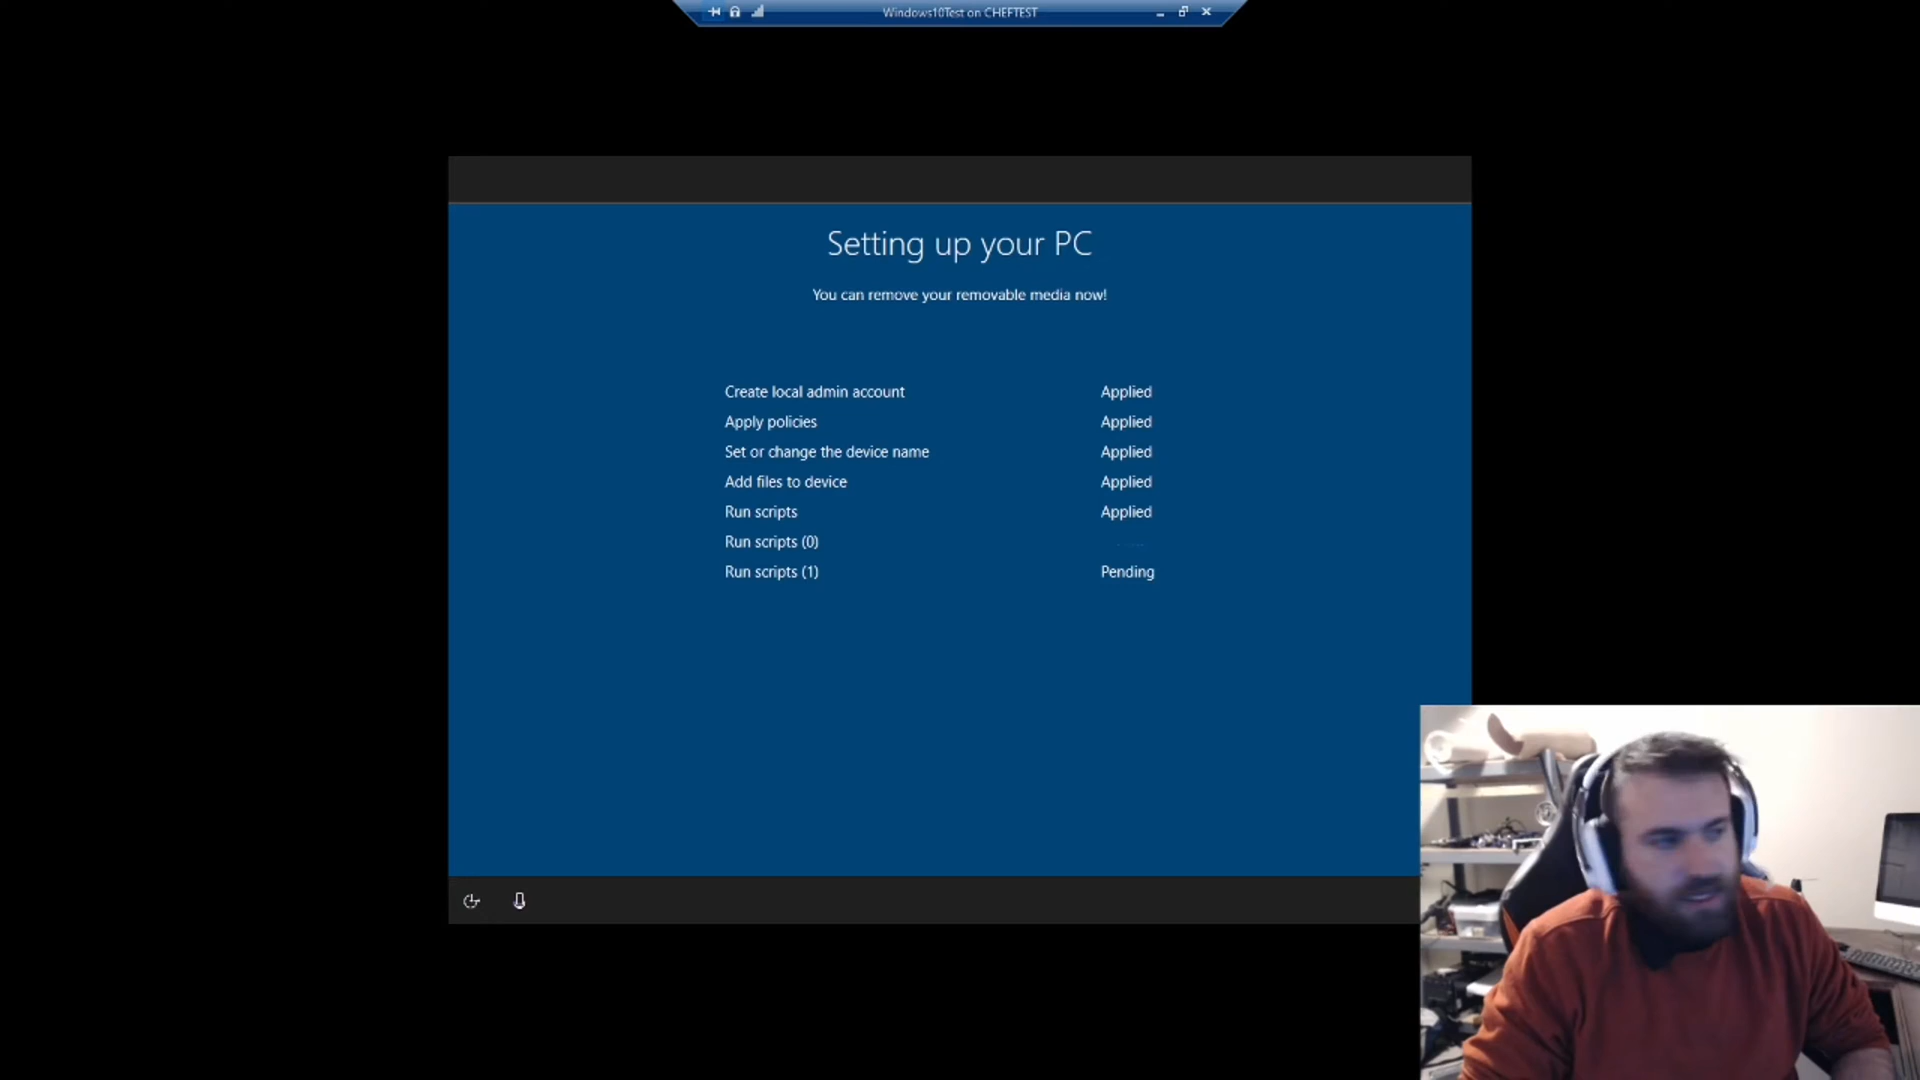 Windows10Test on CHEFTEST
Setting up your PC
You can remove your removable media now!
Create local admin account Applied
Apply policies Applied
Set or change the device name Applied
Add files to device Applied
Run scripts Applied
Run scripts (0)
Run scripts (1) Pending